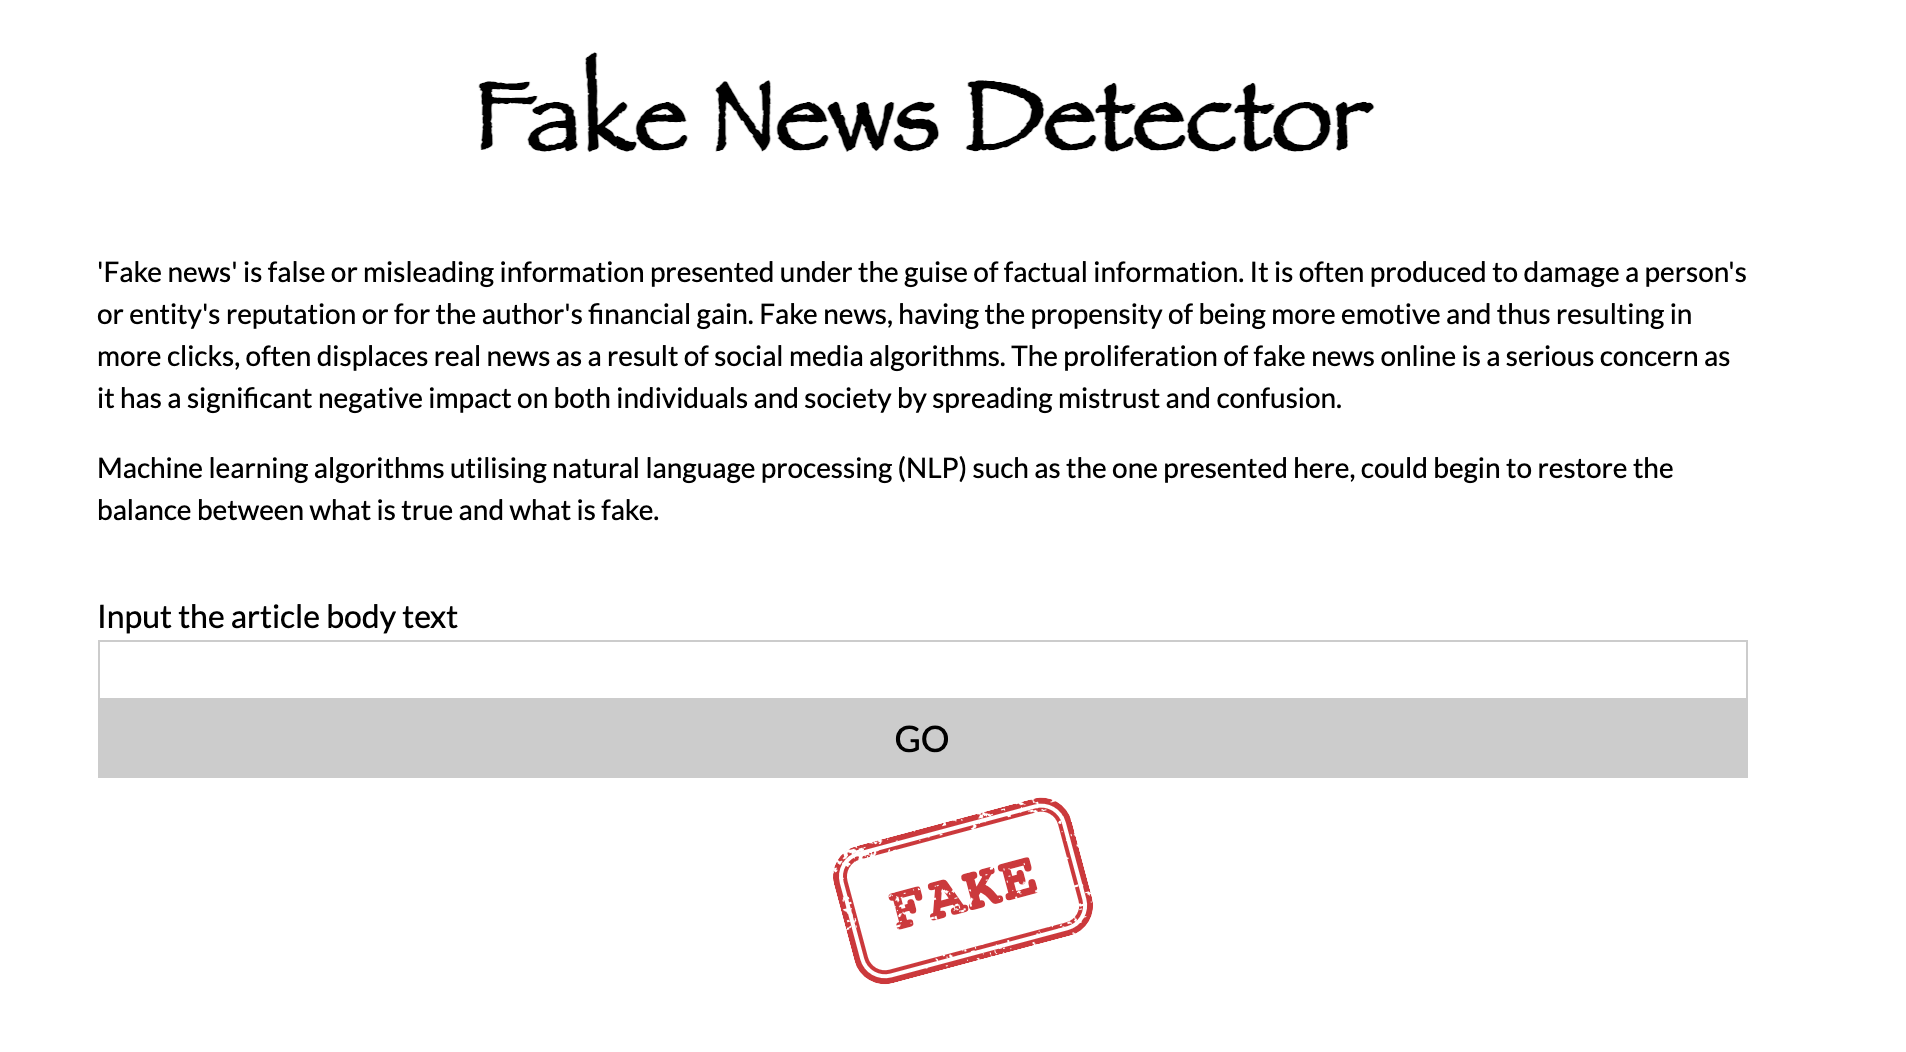 Fake News Detector
'Fake news' is false or misleading information presented under the guise of factual information. It is often produced to damage a person's
or entity's reputation or for the author's financial gain. Fake news, having the propensity of being more emotive and thus resulting in
more clicks, often displaces real news as a result of social media algorithms. The proliferation of fake news online is a serious concern as
it has a significant negative impact on both individuals and society by spreading mistrust and confusion.
Machine learning algorithms utilising natural language processing (NLP) such as the one presented here, could begin to restore the
balance between what is true and what is fake.
Input the article body text
GO
FAKE